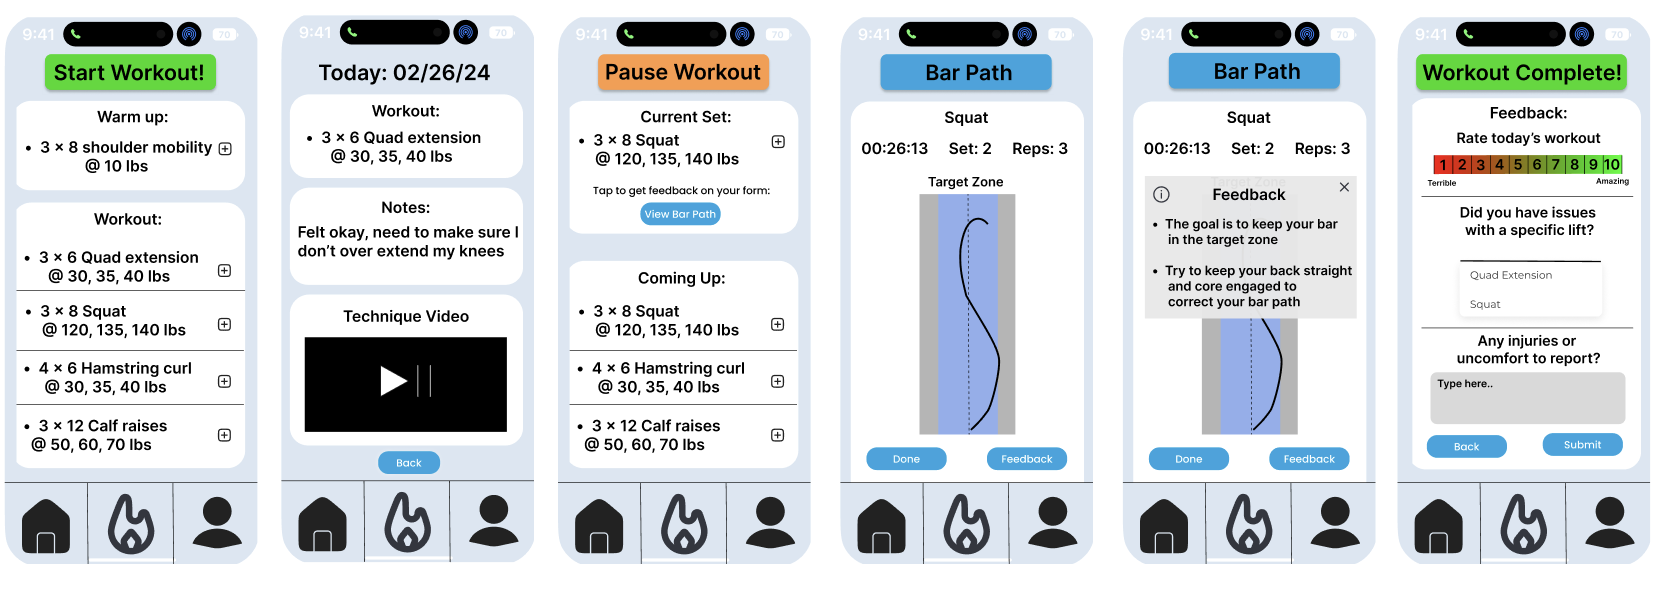 9:41
70
Start Workout!
Warm up:
• 3 x 8 shoulder mobility
@ 10 lbs
Workout:
• 3 x 6 Quad extension
@ 30, 35, 40 lbs
• 3 x 8 Squat
@ 120, 135, 140 lbs
• 4 x 6 Hamstring curl
@ 30, 35, 40 lbs
• 3 x 12 Calf raises
@ 50, 60, 70 lbs
9:41
70
Today: 02/26/24
Workout:
• 3 x 6 Quad extension
@ 30, 35, 40 lbs
Notes:
Felt okay, need to make sure I
don't over extend my knees
Technique Video
Back
9:41
70
Pause Workout
Current Set:
• 3 x 8 Squat
@ 120, 135, 140 lbs
Tap to get feedback on your form:
View Bar Path
Coming Up:
• 3 x 8 Squat
@ 120, 135, 140 lbs
• 4 x 6 Hamstring curl
@ 30, 35, 40 lbs
• 3 x 12 Calf raises
@ 50, 60, 70 lbs
9:41
70
Bar Path
Squat
00:26:13 Set: 2 Reps: 3
Target Zone
Done Feedback
9:41
70
Bar Path
Squat
00:26:13 Set: 2 Reps: 3
Target Zone
Feedback
• The goal is to keep your bar
in the target zone
• Try to keep your back straight
and core engaged to
correct your bar path
Done Feedback
9:41
70
Workout Complete!
Feedback:
Rate today's workout
1 2 3 4 5 6 7 8 9 10
Terrible Amazing
Did you have issues
with a specific lift?
Quad Extension
Squat
Any injuries or
uncomfort to report?
Type here..
Back Submit